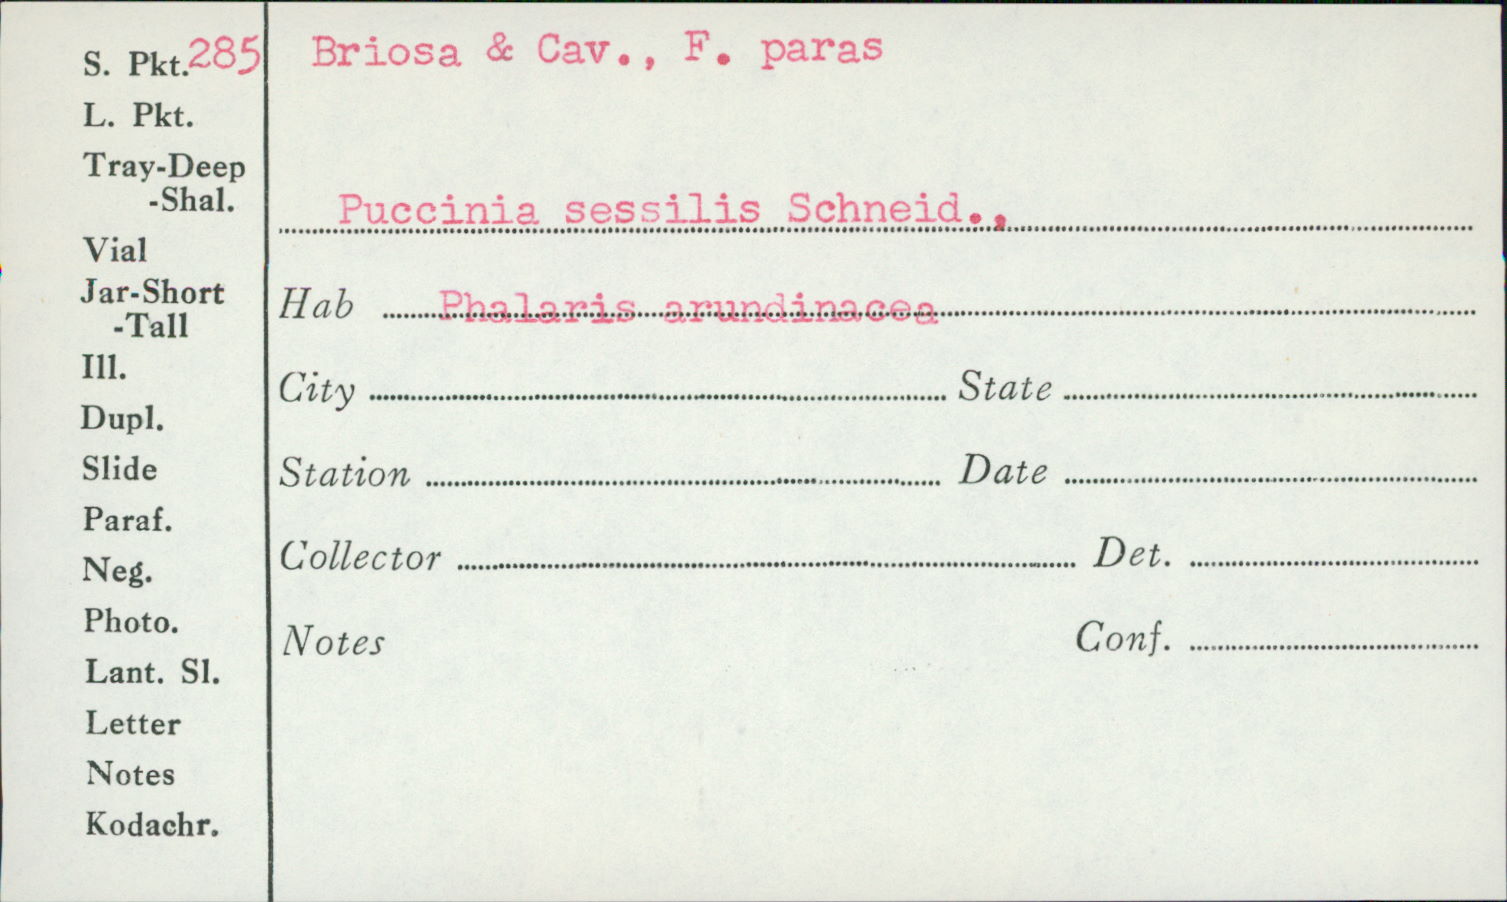 S. Pkt. 285
L. Pkt.
Tray-Deep
-Shal.
Vial
Jar-Short
-Tall
Ill.
Dupl.
Slide
Paraf.
Neg.
Photo.
Lant. Sl.
Letter
Notes
Kodachr.
Briosa & Cav., F. paras
Puccinia sessilis Schneid.,
Hab Phalaris arundinacea
City State
Station Date
Collector Det.
Notes Conf.